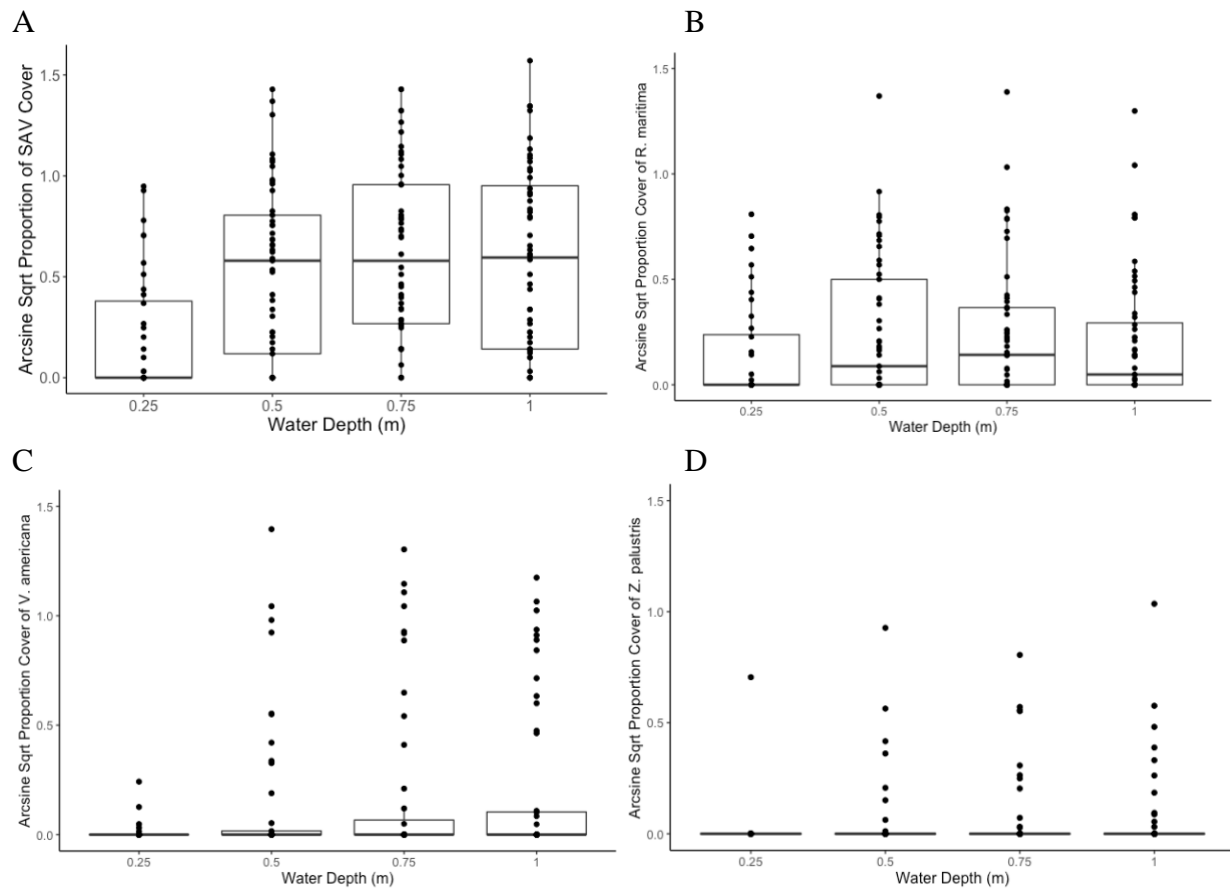 A
Arcsine Sqrt Proportion of SAV Cover
1.5
1.0
0.5
0.0
0.25 0.5 0.75 1
Water Depth (m)
B
Arcsine Sqrt Proportion Cover of R. maritima
1.5
1.0
0.5
0.0
0.25 0.5 0.75 1
Water Depth (m)
C
Arcsine Sqrt Proportion Cover of V. americana
1.5
1.0
0.5
0.0
0.25 0.5 0.75 1
Water Depth (m)
D
Arcsine Sqrt Proportion Cover of Z. palustris
1.5
1.0
0.5
0.0
0.25 0.5 0.75 1
Water Depth (m)